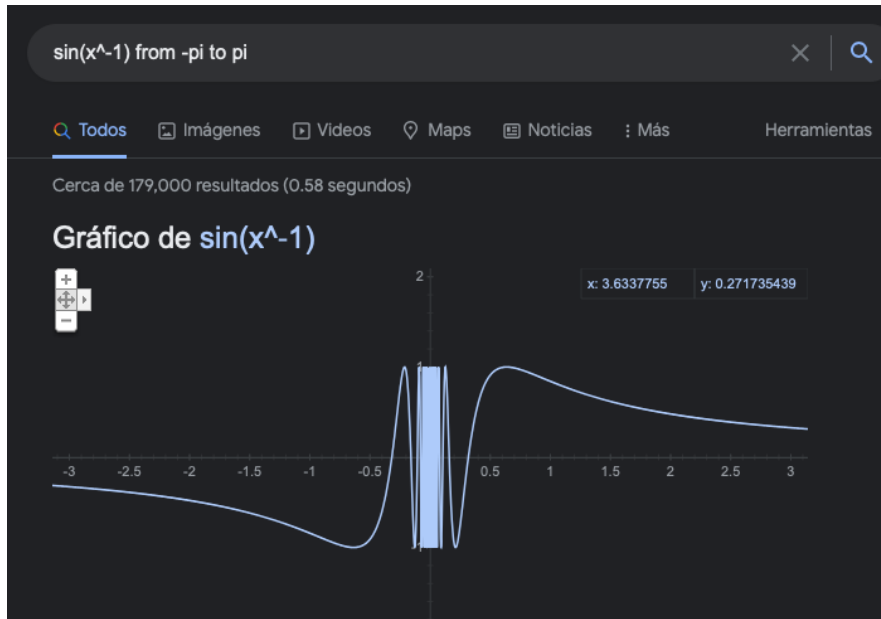 sin(x^-1) from -pi to pi
Todos Imágenes Videos Maps Noticias Más Herramientas
Cerca de 179,000 resultados (0.58 segundos)
Gráfico de sin(x^-1)
+
−
x: 3.6337755 y: 0.271735439
2
1
-3 -2.5 -2 -1.5 -1 -0.5 0.5 1 1.5 2 2.5 3
-1